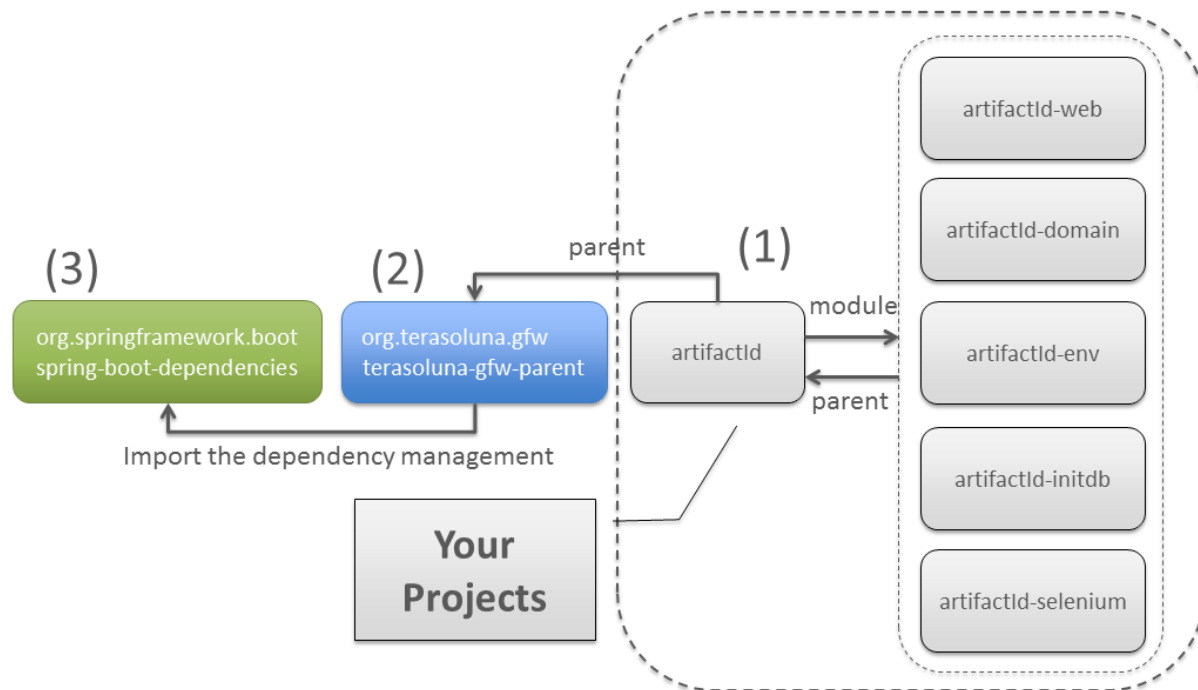 (3)
org.springframework.boot
spring-boot-dependencies
(2)
org.terasoluna.gfw
terasoluna-gfw-parent
Import the dependency management
parent
(1)
artifactId
module
parent
Your
Projects
artifactId-web
artifactId-domain
artifactId-env
artifactId-initdb
artifactId-selenium